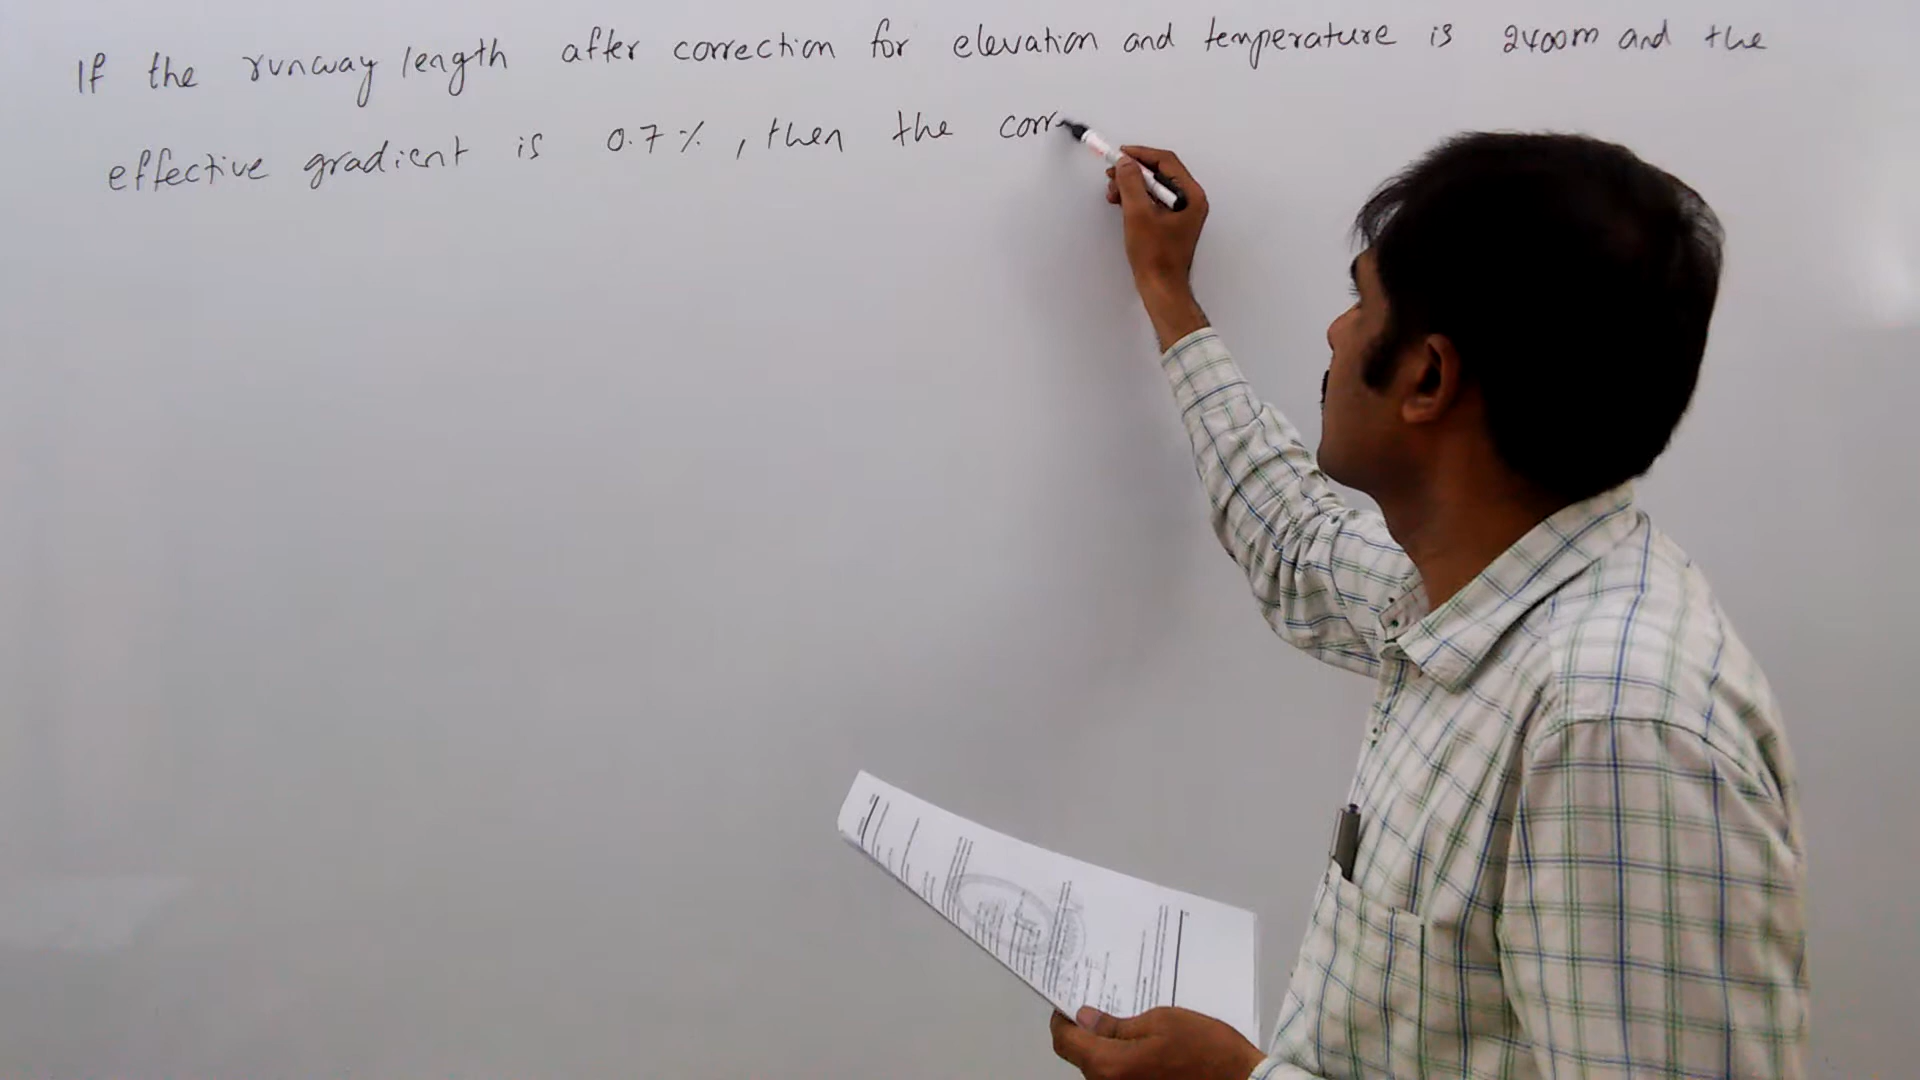 If the runway length after correction for elevation and temperature is 2400m and the
effective gradient is 0.7%, then the corr